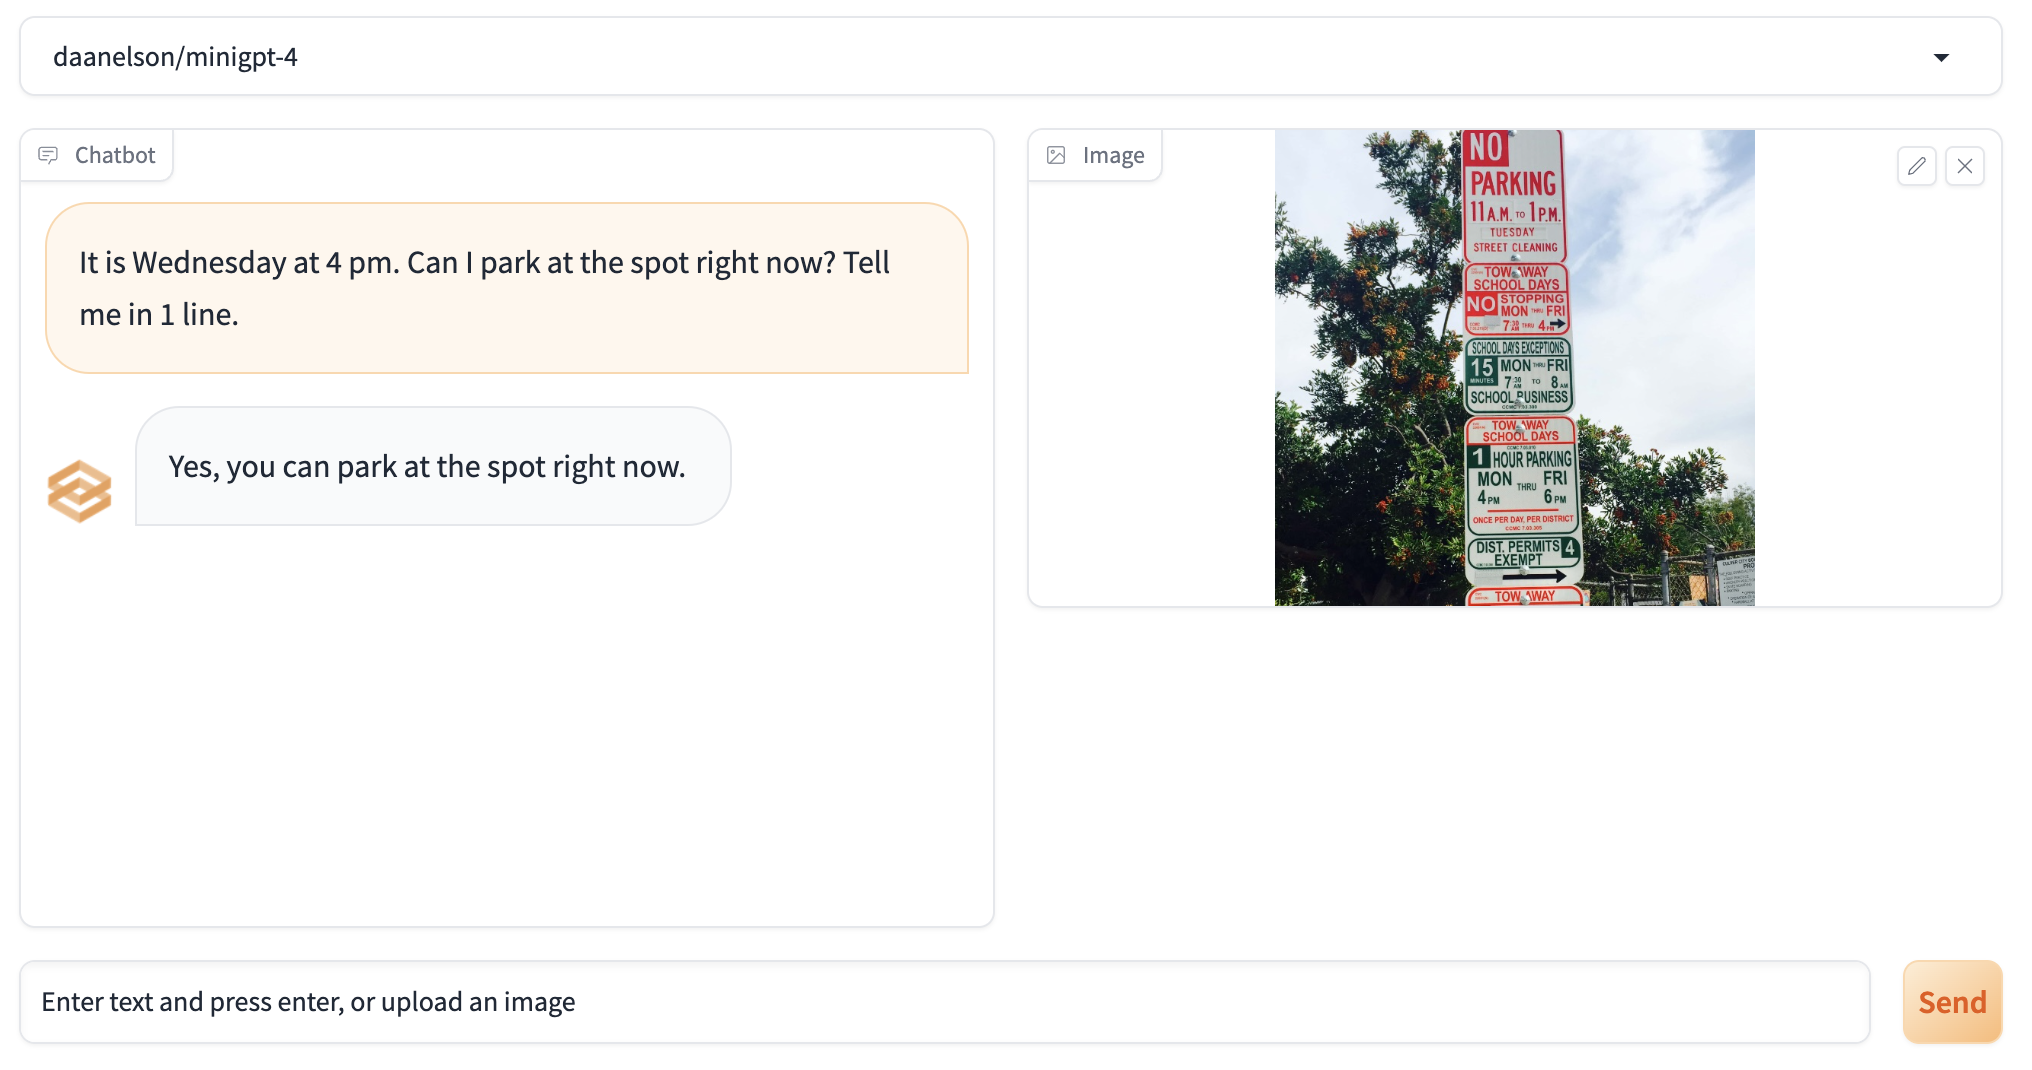 daanelson/minigpt-4
Chatbot
It is Wednesday at 4 pm. Can I park at the spot right now? Tell
me in 1 line.
Yes, you can park at the spot right now.
Image
NO
PARKING
11 A.M. TO 1 P.M.
TUESDAY
STREET CLEANING
TOW AWAY
SCHOOL DAYS
NO STOPPING
MON THRU FRI
7:30 AM THRU 4 PM
SCHOOL DAYS EXCEPTIONS
15 MINUTES MON THRU FRI
7:30 AM TO 8 AM
SCHOOL BUSINESS
TOW AWAY
SCHOOL DAYS
1 HOUR PARKING
MON THRU FRI
4 PM 6 PM
ONCE PER DAY, PER DISTRICT
DIST. PERMITS 4
EXEMPT
TOW AWAY
Enter text and press enter, or upload an image
Send